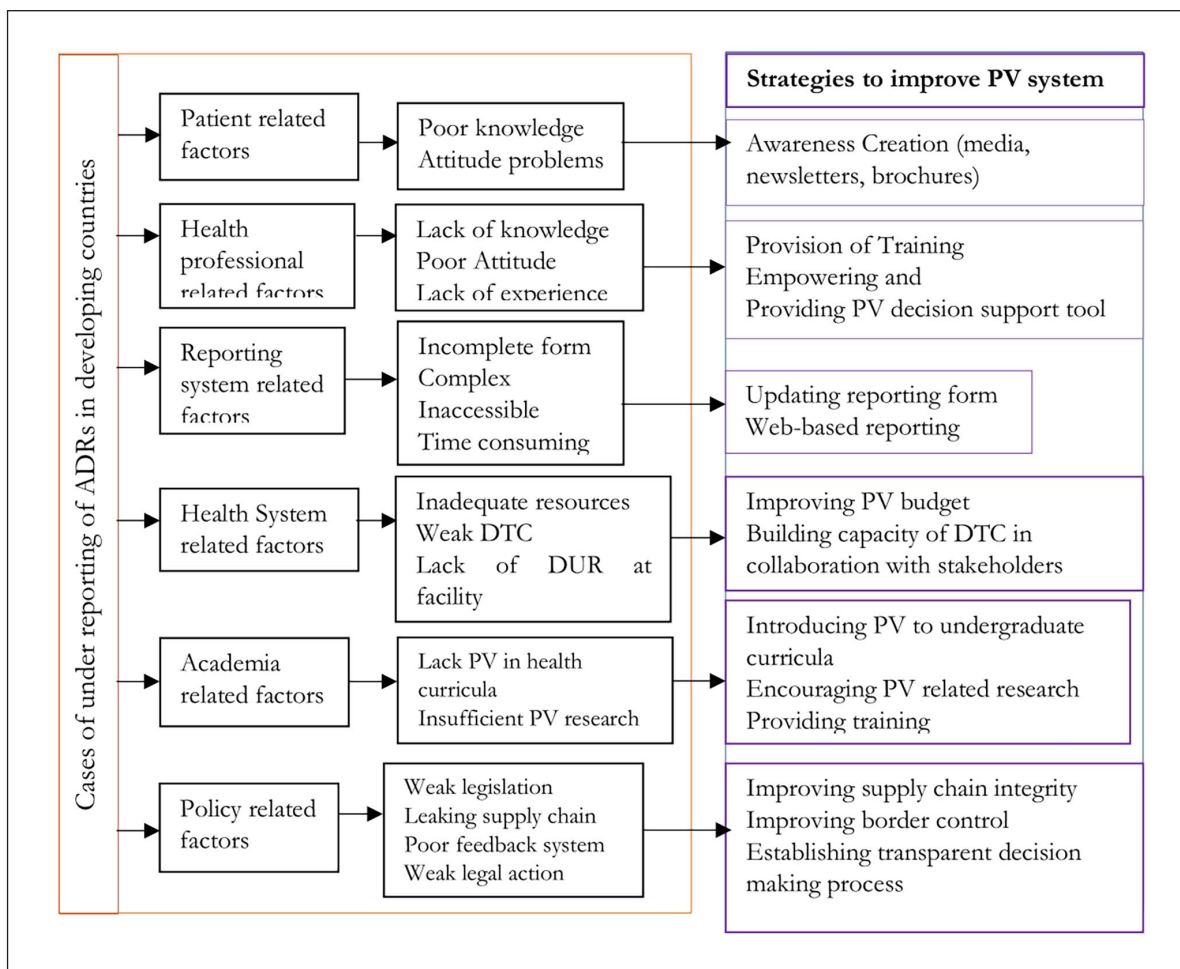 Cases of under reporting of ADRs in developing countries
Patient related
factors
Poor knowledge
Attitude problems
Strategies to improve PV system
Awareness Creation (media,
newsletters, brochures)
Health
professional
related factors
Lack of knowledge
Poor Attitude
Lack of experience
Provision of Training
Empowering and
Providing PV decision support tool
Reporting
system related
factors
Incomplete form
Complex
Inaccessible
Time consuming
Updating reporting form
Web-based reporting
Health System
related factors
Inadequate resources
Weak DTC
Lack of DUR at
facility
Improving PV budget
Building capacity of DTC in
collaboration with stakeholders
Academia
related factors
Lack PV in health
curricula
Insufficient PV research
Introducing PV to undergraduate
curricula
Encouraging PV related research
Providing training
Policy related
factors
Weak legislation
Leaking supply chain
Poor feedback system
Weak legal action
Improving supply chain integrity
Improving border control
Establishing transparent decision
making process